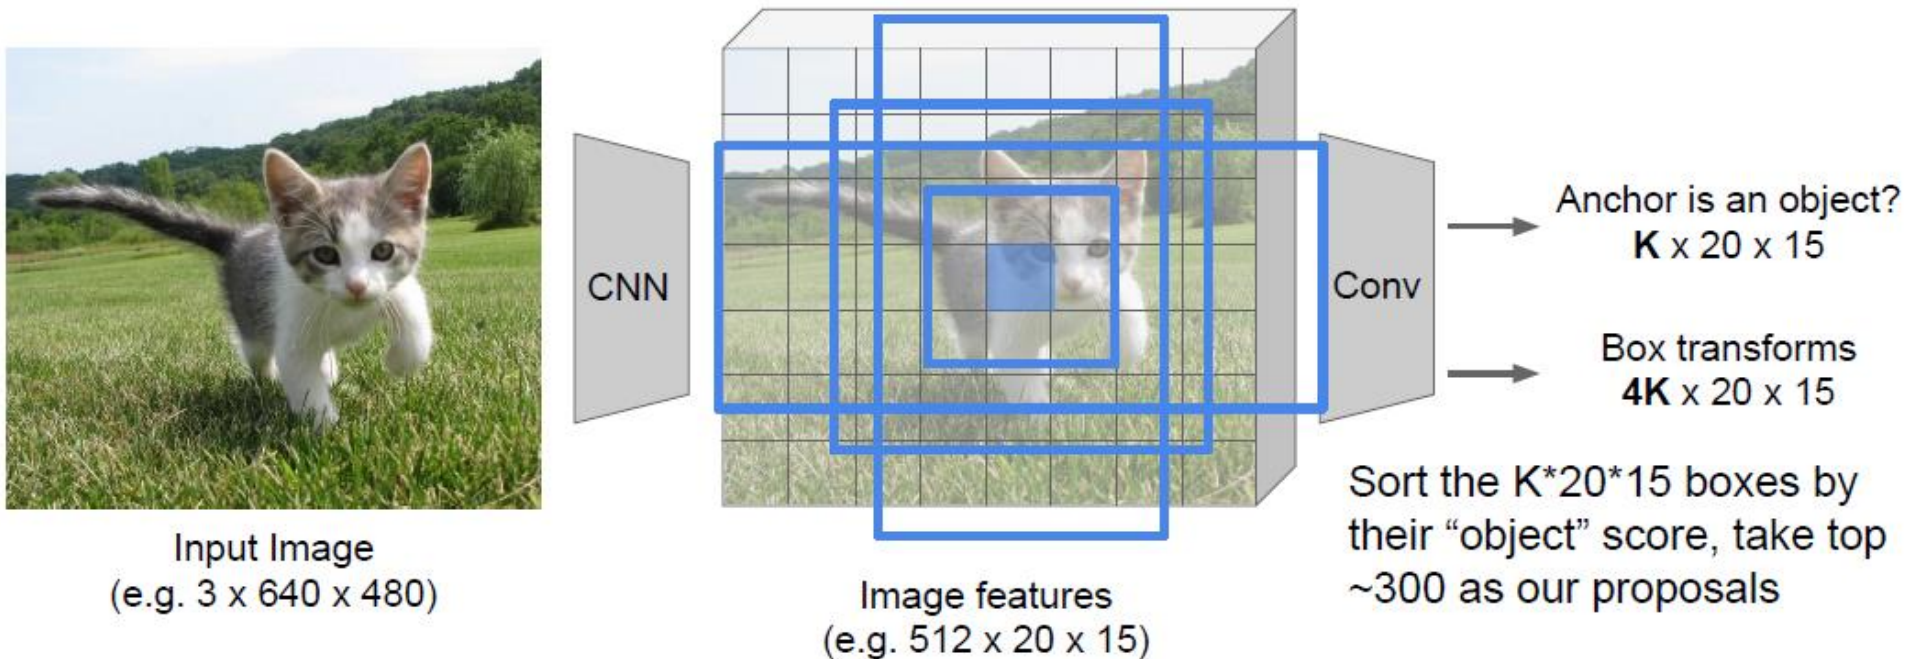 Input Image
(e.g. 3 x 640 x 480)
CNN
Image features
(e.g. 512 x 20 x 15)
Conv
Anchor is an object?
K x 20 x 15
Box transforms
4K x 20 x 15
Sort the K*20*15 boxes by
their “object” score, take top
~300 as our proposals